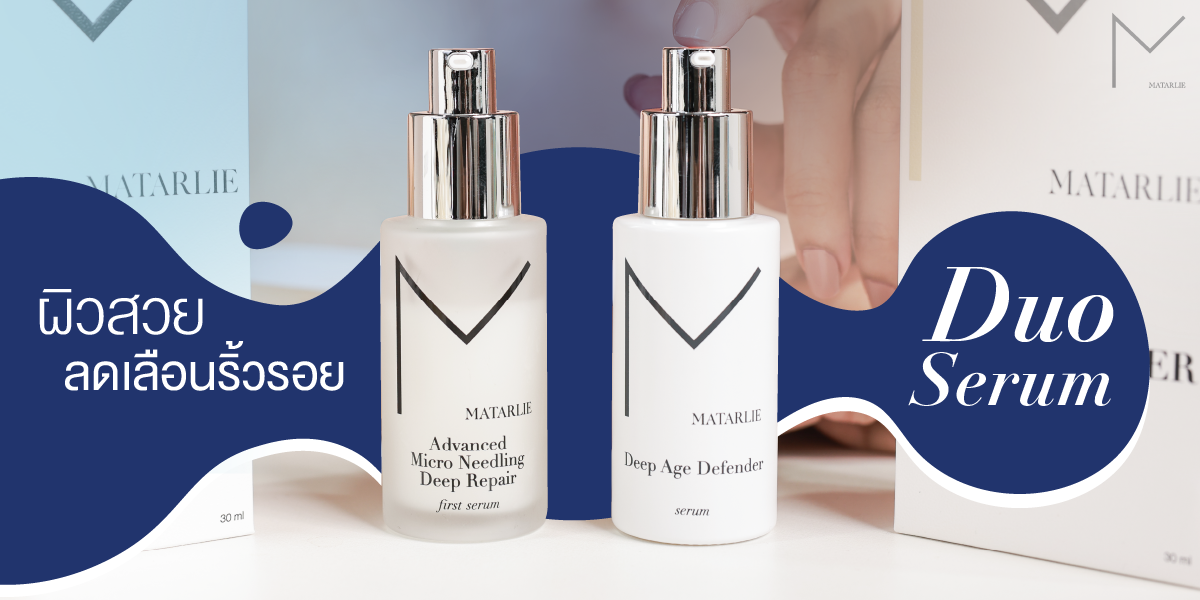 MATARLIE
MATARLIE
MATARLIE
ผิวสวย
ลดเลือนริ้วรอย
30 ml
MATARLIE
Advanced
Micro Needling
Deep Repair
first serum
MATARLIE
Deep Age Defender
serum
Duo
Serum
ER
30 ml